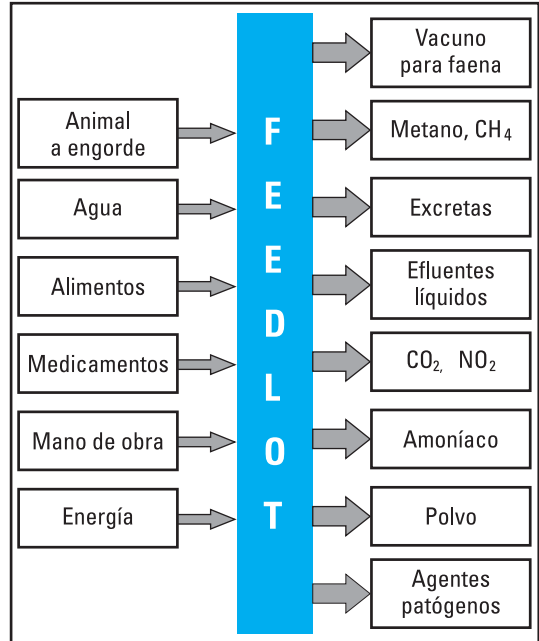 Animal
a engorde
Agua
Alimentos
Medicamentos
Mano de obra
Energía
F
E
E
D
L
O
T
Vacuno
para faena
Metano, CH₄
Excretas
Efluentes
líquidos
CO₂, NO₂
Amoníaco
Polvo
Agentes
patógenos